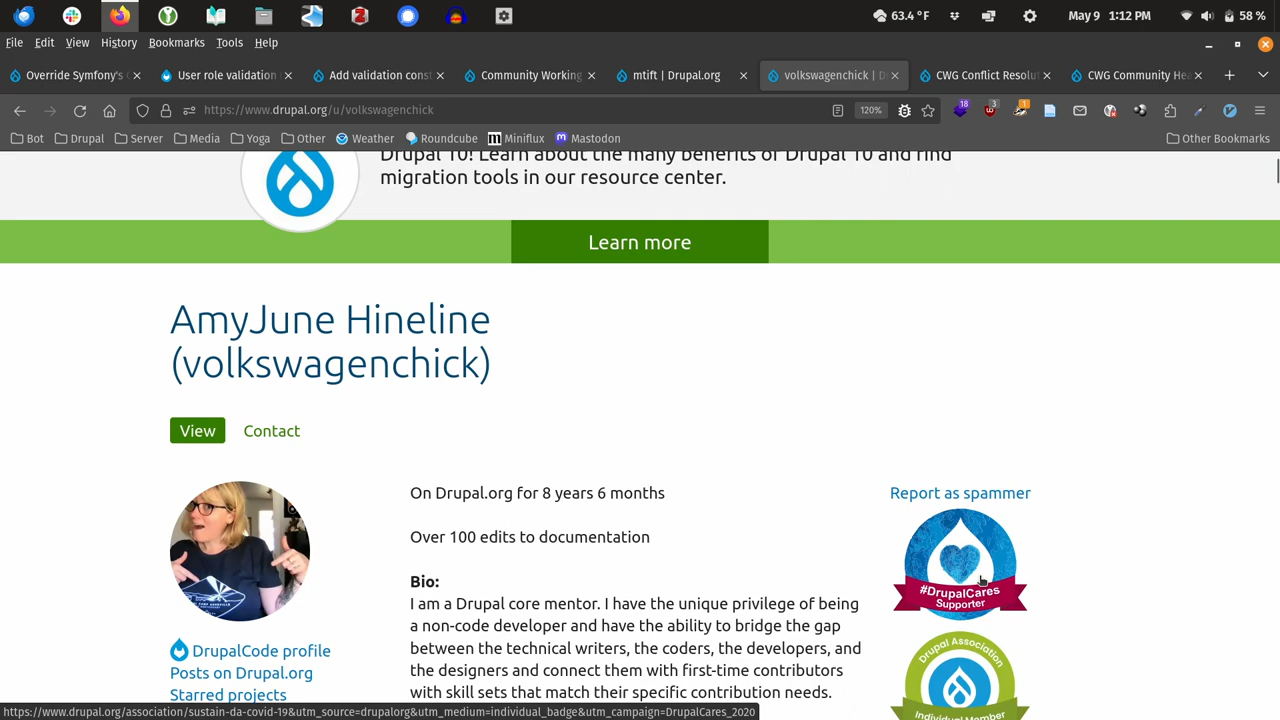 63.4 °F
May 9 1:12 PM
58 %
File Edit View History Bookmarks Tools Help
Override Symfony's
User role validation
Add validation const
Community Working
mtift | Drupal.org
volkswagenchick | D
CWG Conflict Resolut
CWG Community Hea
https://www.drupal.org/u/volkswagenchick
120%
18
3
1
Bot Drupal Server Media Yoga Other Weather Roundcube Miniflux Mastodon Other Bookmarks
Drupal 10! Learn about the many benefits of Drupal 10 and find
migration tools in our resource center.
Learn more
AmyJune Hineline
(volkswagenchick)
View Contact
On Drupal.org for 8 years 6 months
Over 100 edits to documentation
Bio:
I am a Drupal core mentor. I have the unique privilege of being
a non-code developer and have the ability to bridge the gap
between the technical writers, the coders, the developers, and
the designers and connect them with first-time contributors
with skill sets that match their specific contribution needs.
Report as spammer
#DrupalCares
Supporter
Drupal Association
Individual Member
DrupalCode profile
Posts on Drupal.org
Starred projects
https://www.drupal.org/association/sustain-da-covid-19&utm_source=drupalorg&utm_medium=individual_badge&utm_campaign=DrupalCares_2020